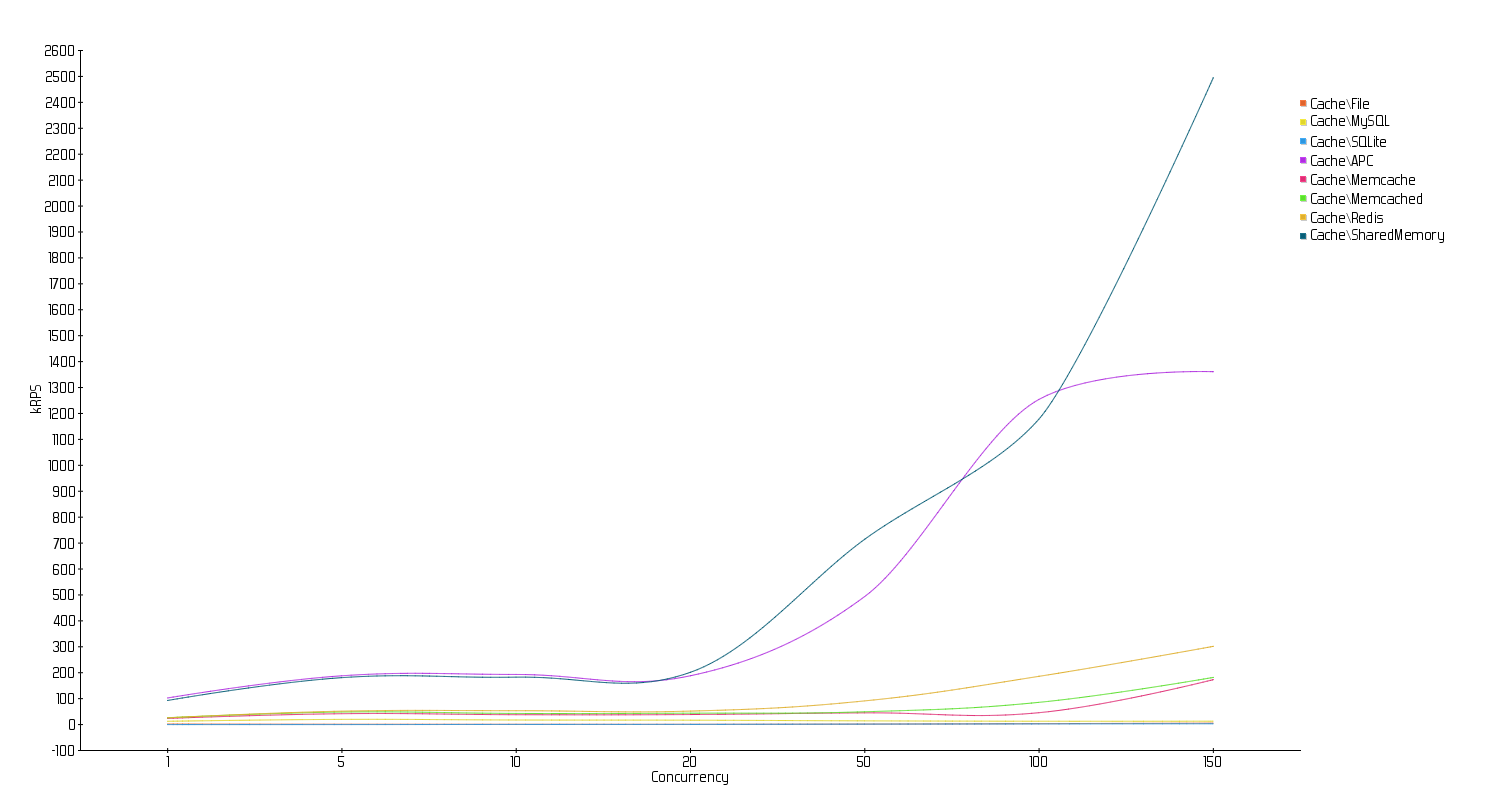 2600
2500
2400
2300
2200
2100
2000
1900
1800
1700
1600
1500
1400
1300
1200
1100
1000
900
800
700
600
500
400
300
200
100
0
-100
kRPS
1 5 10 20 50 100 150
Concurrency
Cache\File
Cache\MySQL
Cache\SQLite
Cache\APC
Cache\Memcache
Cache\Memcached
Cache\Redis
Cache\SharedMemory